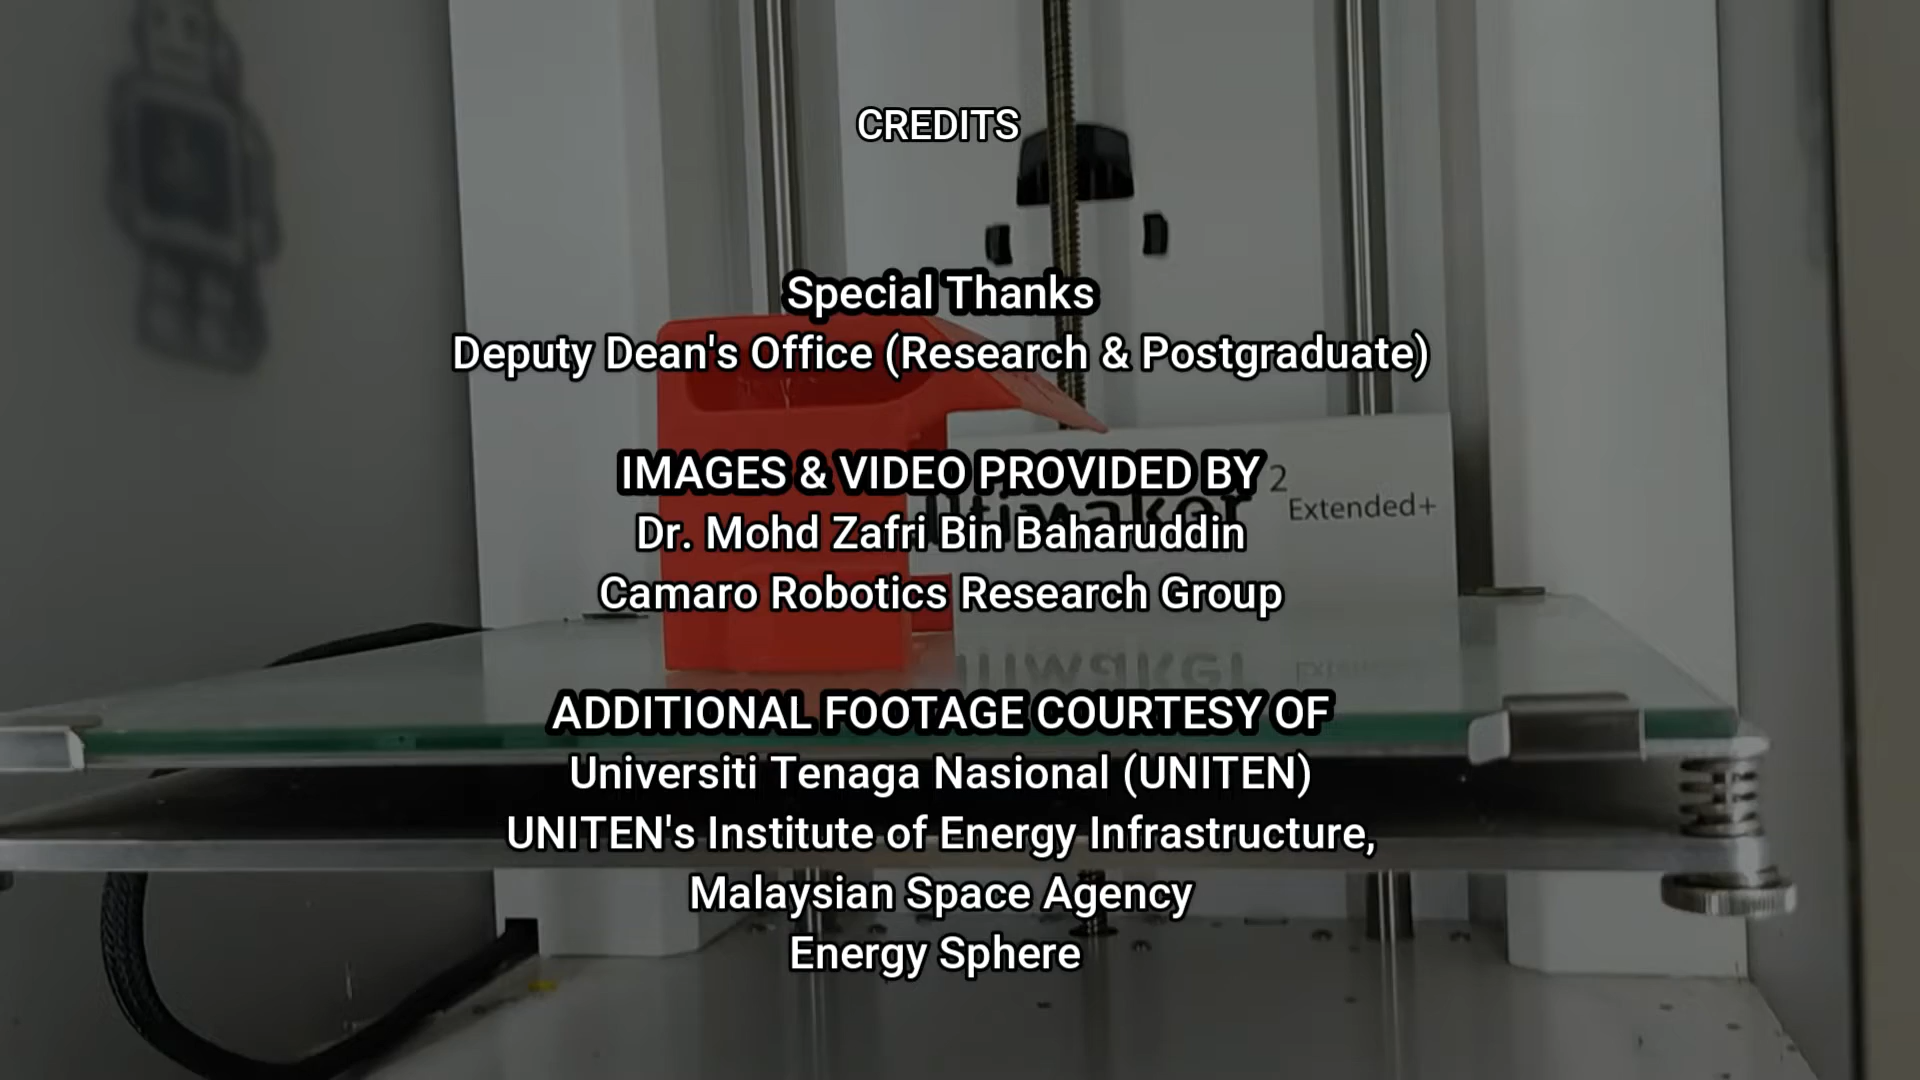 CREDITS
Special Thanks
Deputy Dean's Office (Research & Postgraduate)
IMAGES & VIDEO PROVIDED BY
2
Extended+
Dr. Mohd Zafri Bin Baharuddin
Camaro Robotics Research Group
ADDITIONAL FOOTAGE COURTESY OF
Universiti Tenaga Nasional (UNITEN)
UNITEN's Institute of Energy Infrastructure,
Malaysian Space Agency
Energy Sphere